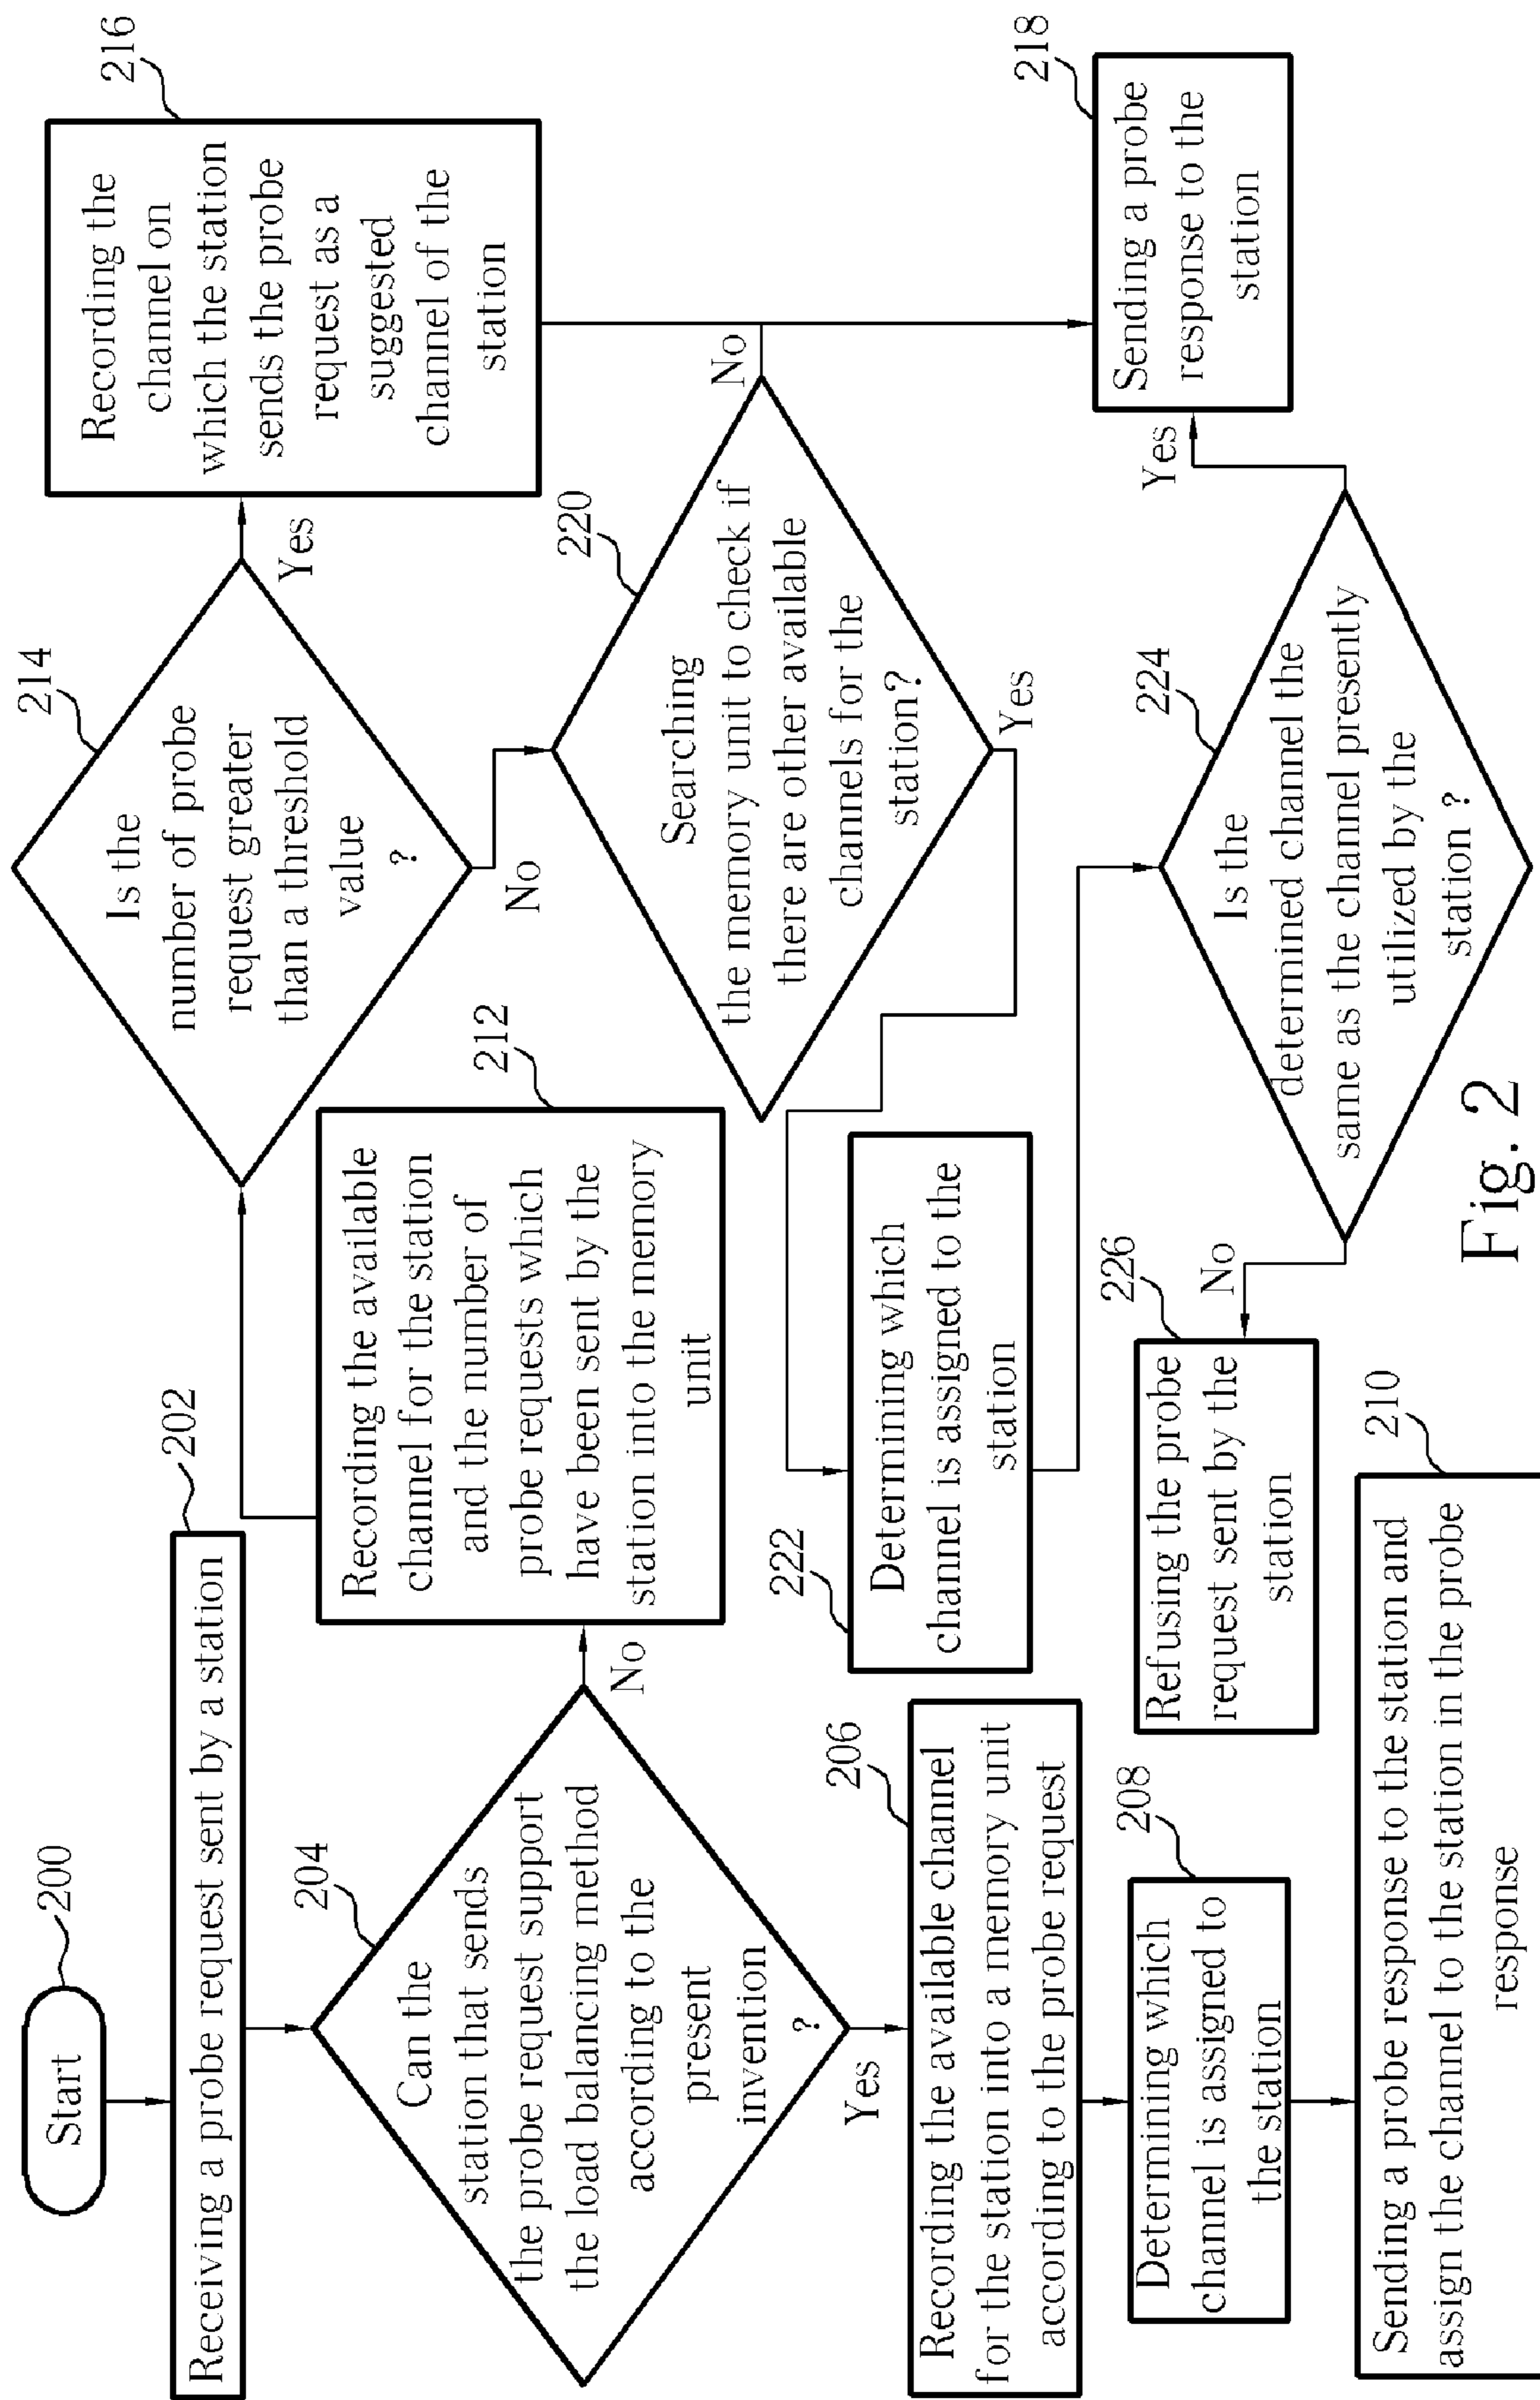 Start
200
Receiving a probe request sent by a station
202
Can the
station that sends
the probe request support
the load balancing method
according to the
present
invention
?
204
Yes
No
Recording the available channel
for the station into a memory unit
according to the probe request
206
Determining which
channel is assigned to
the station
208
Sending a probe response to the station and
assign the channel to the station in the probe
response
210
Recording the available
channel for the station
and the number of
probe requests which
have been sent by the
station into the memory
unit
212
Is the
number of probe
request greater
than a threshold
value
?
214
Yes
No
Recording the
channel on
which the station
sends the probe
request as a
suggested
channel of the
station
216
Searching
the memory unit to check if
there are other available
channels for the
station?
220
No
Yes
Sending a probe
response to the
station
218
Determining which
channel is assigned to the
station
222
Is the
determined channel the
same as the channel presently
utilized by the
station ?
224
Yes
No
Refusing the probe
request sent by the
station
226
Fig. 2